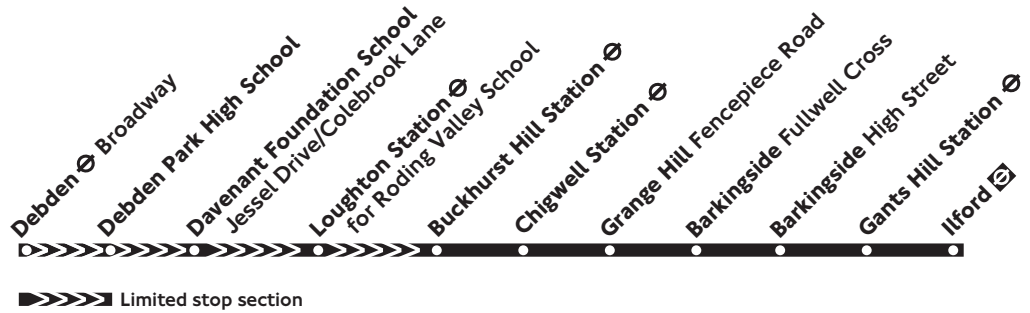 Debden Broadway
Debden Park High School
Davenant Foundation School
Jessel Drive/Colebrook Lane
Loughton Station
for Roding Valley School
Buckhurst Hill Station
Chigwell Station
Grange Hill Fencepiece Road
Barkingside Fullwell Cross
Barkingside High Street
Gants Hill Station
Ilford
Limited stop section